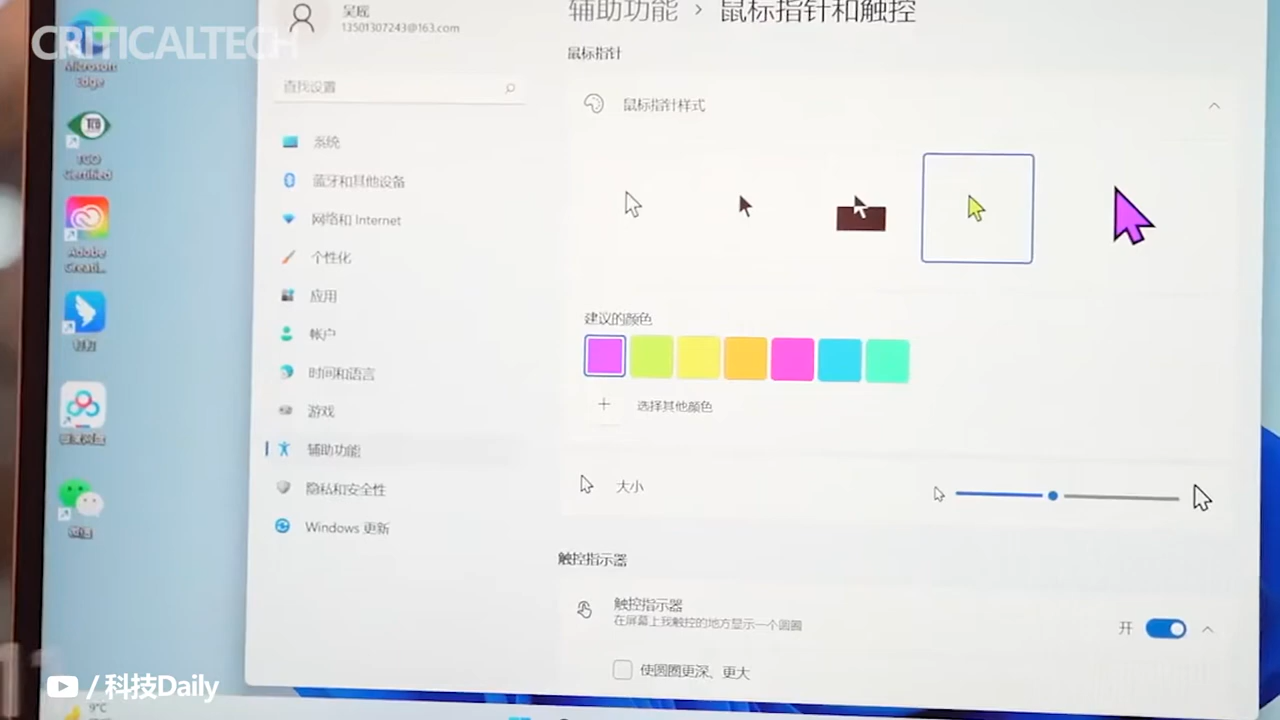 CRITICALTECH
Microsoft
Edge
TCO
Certified
Adobe
Creati...
微信
9°C
吴瑶
13501307243@163.com
查找设置
系统
蓝牙和其他设备
网络和 Internet
个性化
应用
帐户
时间和语言
游戏
辅助功能
隐私和安全性
Windows 更新
辅助功能 › 鼠标指针和触控
鼠标指针
鼠标指针样式
建议的颜色
+ 选择其他颜色
大小
触控指示器
触控指示器
在屏幕上我触控的地方显示一个圆圈
开
使圆圈更深、更大
/ 科技Daily